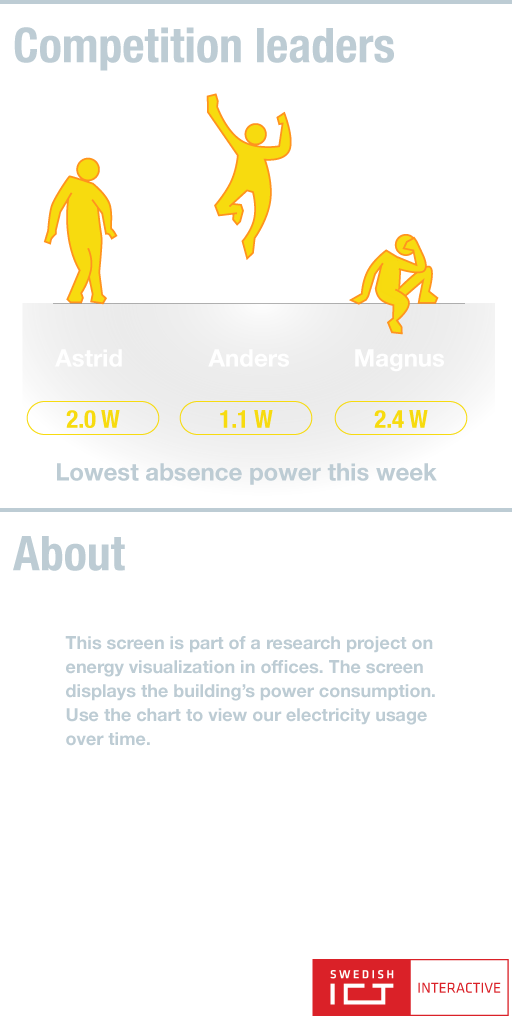 Competition leaders
Astrid Anders Magnus
2.0 W 1.1 W 2.4 W
Lowest absence power this week
About
This screen is part of a research project on
energy visualization in offices. The screen
displays the building's power consumption.
Use the chart to view our electricity usage
over time.
SWEDISH
ICT INTERACTIVE